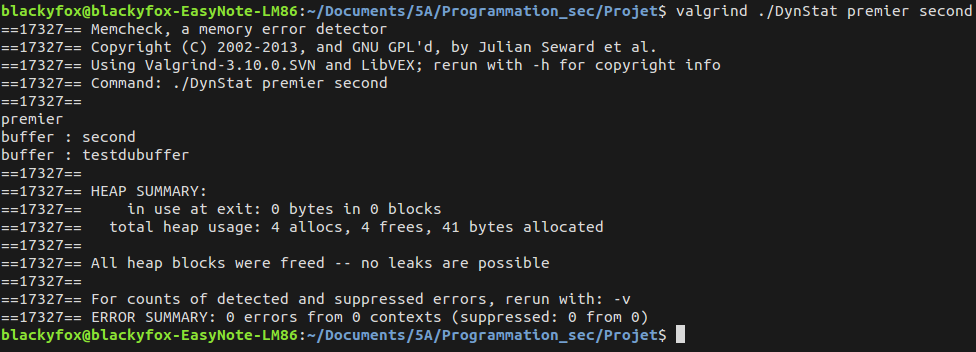 blackyfox@blackyfox-EasyNote-LM86:~/Documents/5A/Programmation_sec/Projet$ valgrind ./DynStat premier second
==17327== Memcheck, a memory error detector
==17327== Copyright (C) 2002-2013, and GNU GPL'd, by Julian Seward et al.
==17327== Using Valgrind-3.10.0.SVN and LibVEX; rerun with -h for copyright info
==17327== Command: ./DynStat premier second
==17327==
premier
buffer : second
buffer : testdubuffer
==17327==
==17327== HEAP SUMMARY:
==17327==     in use at exit: 0 bytes in 0 blocks
==17327==   total heap usage: 4 allocs, 4 frees, 41 bytes allocated
==17327==
==17327== All heap blocks were freed -- no leaks are possible
==17327==
==17327== For counts of detected and suppressed errors, rerun with: -v
==17327== ERROR SUMMARY: 0 errors from 0 contexts (suppressed: 0 from 0)
blackyfox@blackyfox-EasyNote-LM86:~/Documents/5A/Programmation_sec/Projet$